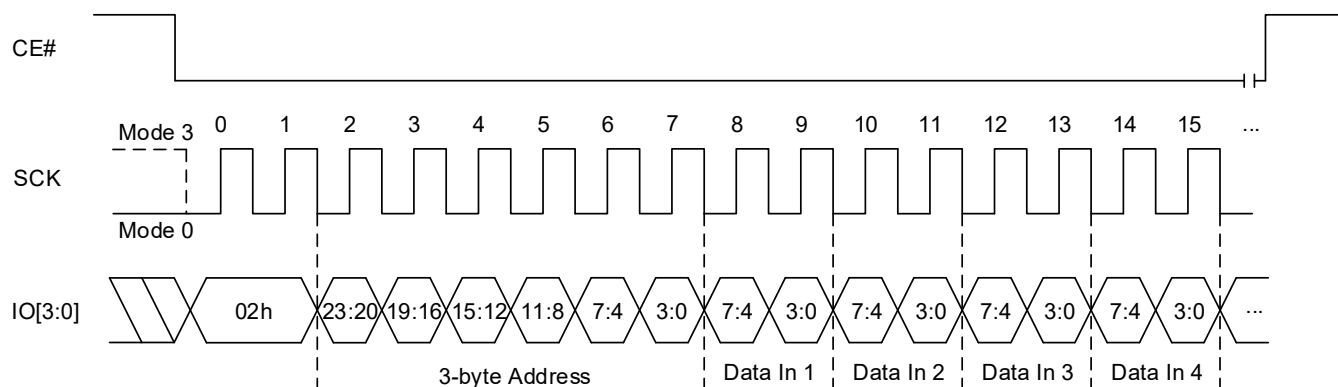 CE#
0 1 2 3 4 5 6 7 8 9 10 11 12 13 14 15 ...
Mode 3
SCK
Mode 0
IO[3:0] 02h 23:20 19:16 15:12 11:8 7:4 3:0 7:4 3:0 7:4 3:0 7:4 3:0 7:4 3:0 ...
3-byte Address Data In 1 Data In 2 Data In 3 Data In 4